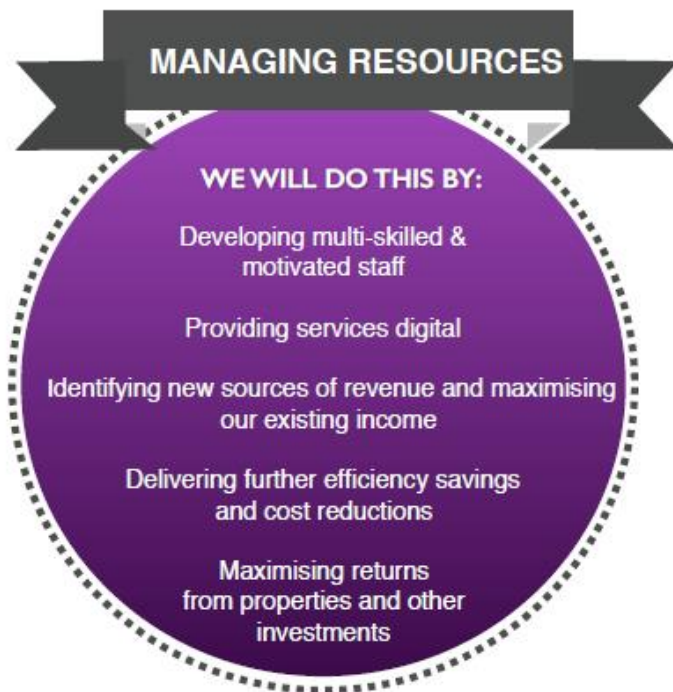 MANAGING RESOURCES
WE WILL DO THIS BY:
Developing multi-skilled &
motivated staff
Providing services digital
Identifying new sources of revenue and maximising
our existing income
Delivering further efficiency savings
and cost reductions
Maximising returns
from properties and other
investments